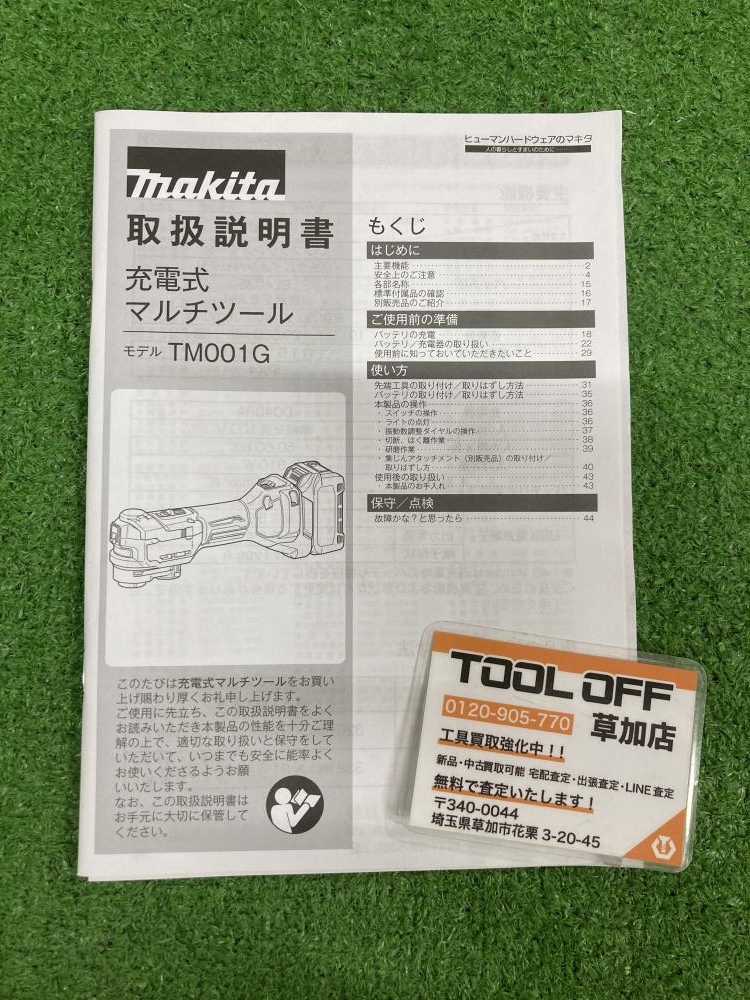 makita
取扱説明書
充電式
マルチツール
モデル TM001G
このたびは充電式マルチツールをお買い
上げ賜わり厚くお礼申し上げます。
ご使用に先立ち、この取扱説明書をよく
お読みいただき本製品の性能を十分ご理
解の上で、適切な取り扱いと保守をして
いただいて、いつまでも安全に能率よく
お使いくださるようお願
いいたします。
なお、この取扱説明書は
お手元に大切に保管して
ください。
ヒューマンハードウェアのマキタ
人の暮らしとすまいのために
もくじ
はじめに
主要機能 2
安全上のご注意 4
各部名称 15
標準付属品の確認 16
別販売品のご紹介 17
ご使用前の準備
バッテリの充電 18
バッテリ／充電器の取り扱い 22
使用前に知っておいていただきたいこと 29
使い方
先端工具の取り付け／取りはずし方法 31
バッテリの取り付け／取りはずし方法 35
本製品の操作 36
・スイッチの操作 36
・ライトの点灯 36
・振動数調整ダイヤルの操作 37
・切断、はく離作業 38
・研磨作業 39
・集じんアタッチメント（別販売品）の取り付け／
取りはずし方 40
使用後の取り扱い 43
・本製品のお手入れ 43
保守／点検
故障かな？と思ったら 44
TOOL OFF
0120-905-770 草加店
工具買取強化中！！
新品・中古買取可能 宅配査定・出張査定・LINE査定
無料で査定いたします！
〒340-0044
埼玉県草加市花栗 3-20-45